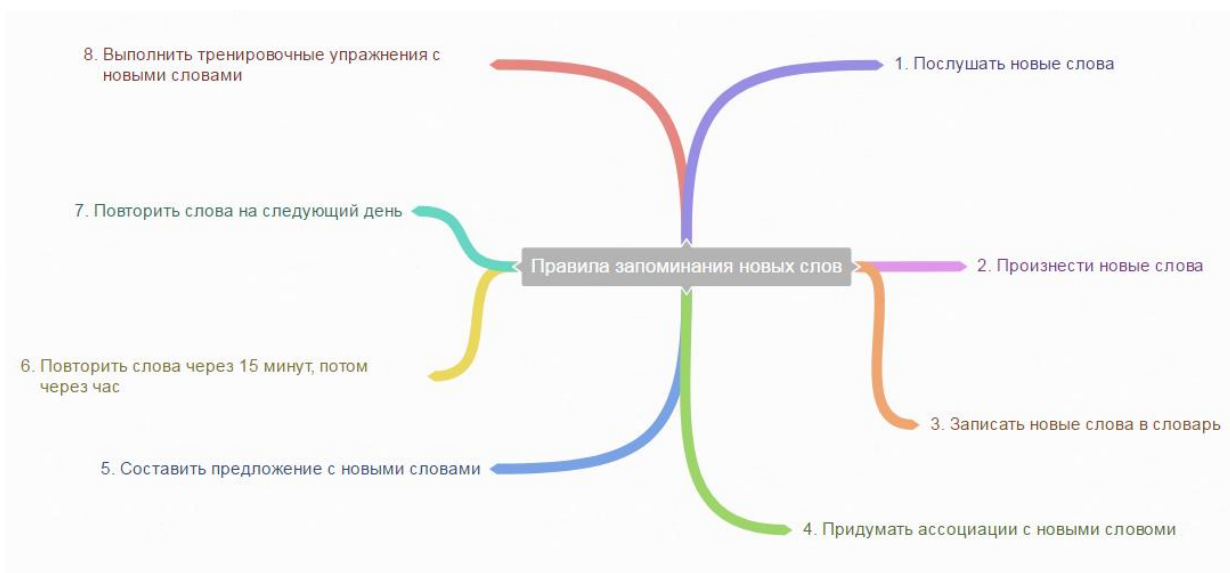 Правила запоминания новых слов
1. Послушать новые слова
2. Произнести новые слова
3. Записать новые слова в словарь
4. Придумать ассоциации с новыми словоми
5. Составить предложение с новыми словами
6. Повторить слова через 15 минут, потом
через час
7. Повторить слова на следующий день
8. Выполнить тренировочные упражнения с
новыми словами